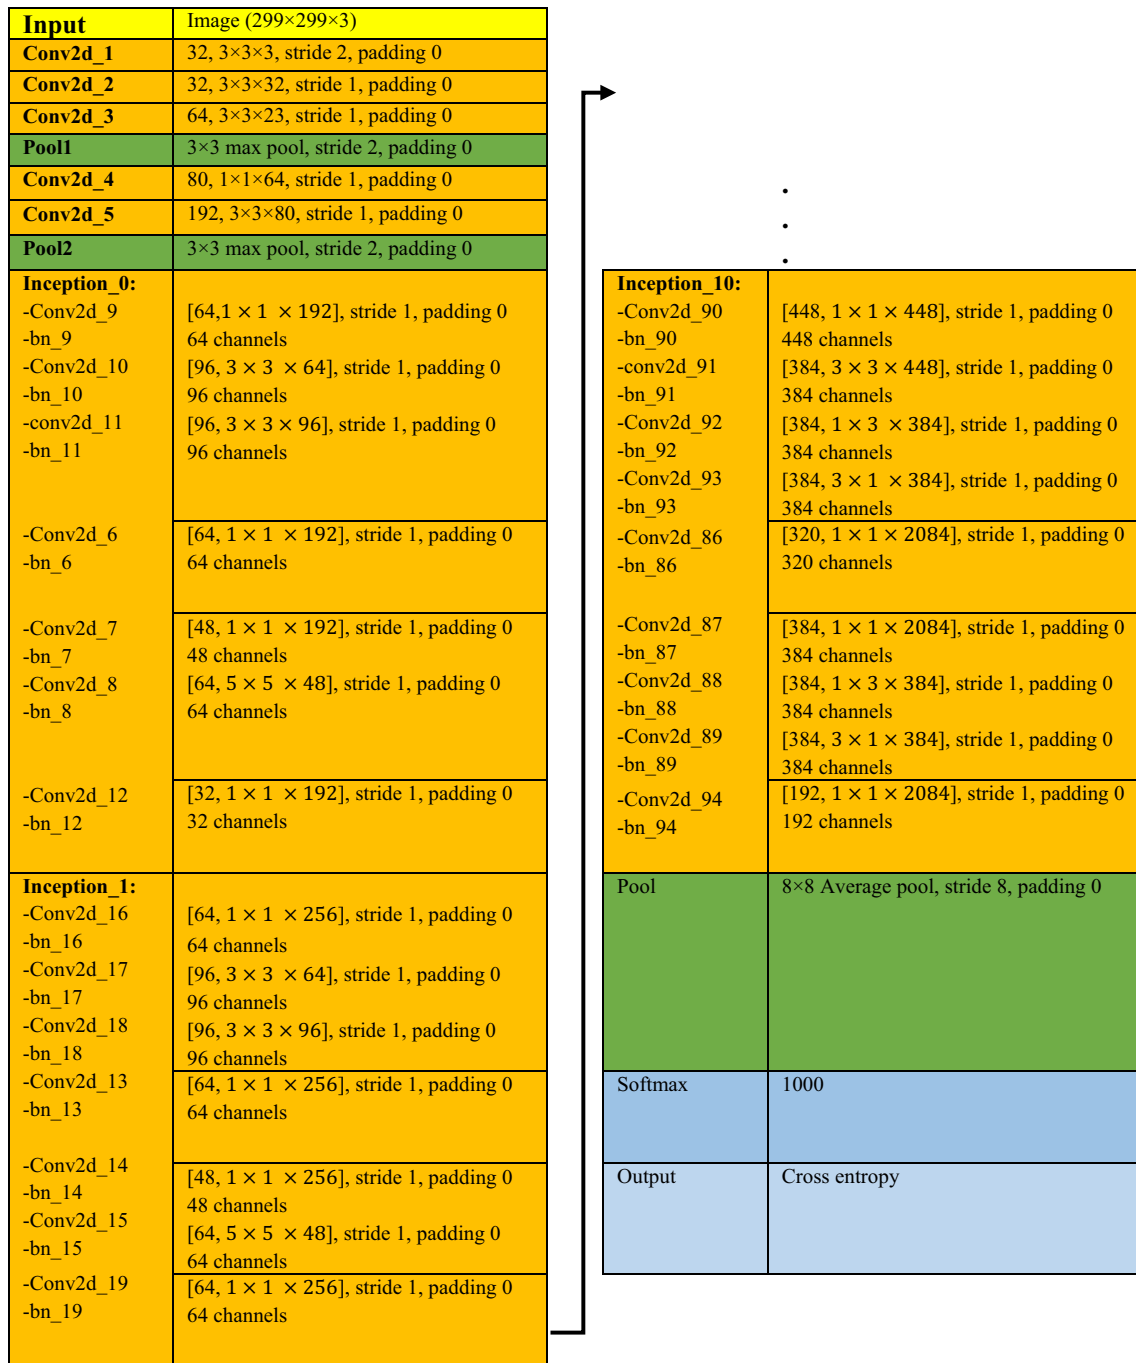 Input Image (299×299×3)
Conv2d_1 32, 3×3×3, stride 2, padding 0
Conv2d_2 32, 3×3×32, stride 1, padding 0
Conv2d_3 64, 3×3×23, stride 1, padding 0
Pool1 3×3 max pool, stride 2, padding 0
Conv2d_4 80, 1×1×64, stride 1, padding 0
Conv2d_5 192, 3×3×80, stride 1, padding 0
Pool2 3×3 max pool, stride 2, padding 0
Inception_0:
-Conv2d_9 [64,1 × 1 × 192], stride 1, padding 0
-bn_9 64 channels
-Conv2d_10 [96, 3 × 3 × 64], stride 1, padding 0
-bn_10 96 channels
-conv2d_11 [96, 3 × 3 × 96], stride 1, padding 0
-bn_11 96 channels
-Conv2d_6 [64, 1 × 1 × 192], stride 1, padding 0
-bn_6 64 channels
-Conv2d_7 [48, 1 × 1 × 192], stride 1, padding 0
-bn_7 48 channels
-Conv2d_8 [64, 5 × 5 × 48], stride 1, padding 0
-bn_8 64 channels
-Conv2d_12 [32, 1 × 1 × 192], stride 1, padding 0
-bn_12 32 channels
Inception_1:
-Conv2d_16 [64, 1 × 1 × 256], stride 1, padding 0
-bn_16 64 channels
-Conv2d_17 [96, 3 × 3 × 64], stride 1, padding 0
-bn_17 96 channels
-Conv2d_18 [96, 3 × 3 × 96], stride 1, padding 0
-bn_18 96 channels
-Conv2d_13 [64, 1 × 1 × 256], stride 1, padding 0
-bn_13 64 channels
-Conv2d_14 [48, 1 × 1 × 256], stride 1, padding 0
-bn_14 48 channels
-Conv2d_15 [64, 5 × 5 × 48], stride 1, padding 0
-bn_15 64 channels
-Conv2d_19 [64, 1 × 1 × 256], stride 1, padding 0
-bn_19 64 channels
.
.
.
Inception_10:
-Conv2d_90 [448, 1 × 1 × 448], stride 1, padding 0
-bn_90 448 channels
-conv2d_91 [384, 3 × 3 × 448], stride 1, padding 0
-bn_91 384 channels
-Conv2d_92 [384, 1 × 3 × 384], stride 1, padding 0
-bn_92 384 channels
-Conv2d_93 [384, 3 × 1 × 384], stride 1, padding 0
-bn_93 384 channels
-Conv2d_86 [320, 1 × 1 × 2084], stride 1, padding 0
-bn_86 320 channels
-Conv2d_87 [384, 1 × 1 × 2084], stride 1, padding 0
-bn_87 384 channels
-Conv2d_88 [384, 1 × 3 × 384], stride 1, padding 0
-bn_88 384 channels
-Conv2d_89 [384, 3 × 1 × 384], stride 1, padding 0
-bn_89 384 channels
-Conv2d_94 [192, 1 × 1 × 2084], stride 1, padding 0
-bn_94 192 channels
Pool 8×8 Average pool, stride 8, padding 0
Softmax 1000
Output Cross entropy